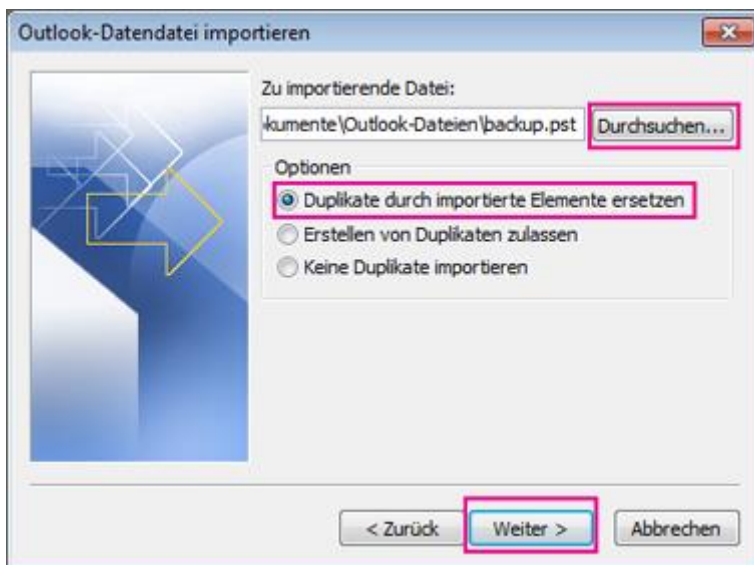 Outlook-Datendatei importieren
Zu importierende Datei:
kumente\Outlook-Dateien\backup.pst Durchsuchen...
Optionen
Duplikate durch importierte Elemente ersetzen
Erstellen von Duplikaten zulassen
Keine Duplikate importieren
< Zurück Weiter > Abbrechen